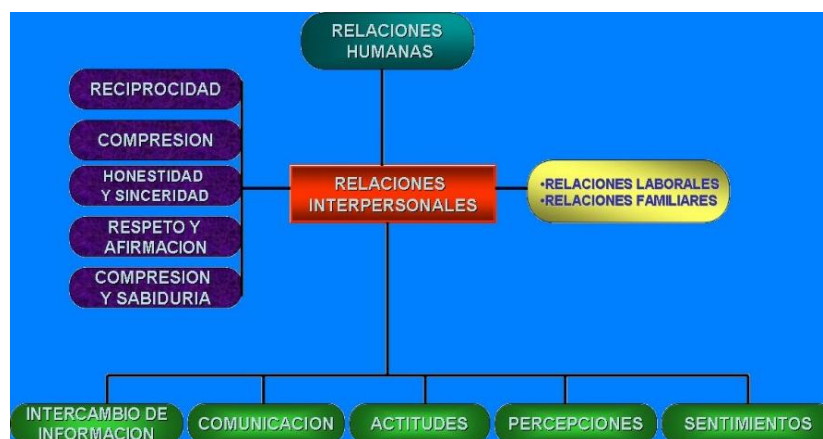 RELACIONES
HUMANAS
RECIPROCIDAD
COMPRESION
HONESTIDAD
Y SINCERIDAD
RESPETO Y
AFIRMACION
COMPRESION
Y SABIDURIA
RELACIONES
INTERPERSONALES
•RELACIONES LABORALES
•RELACIONES FAMILIARES
INTERCAMBIO DE
INFORMACION
COMUNICACION
ACTITUDES
PERCEPCIONES
SENTIMIENTOS